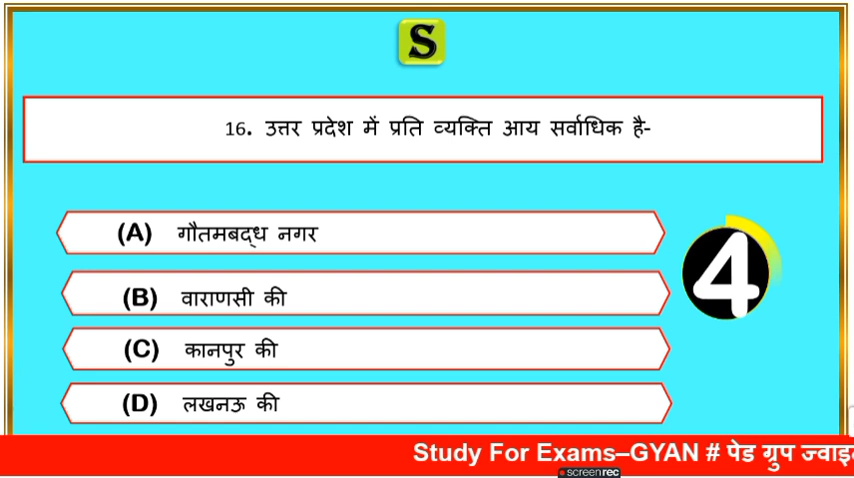 S
16. उत्तर प्रदेश में प्रति व्यक्ति आय सर्वाधिक है-
(A) गौतमबद्ध नगर
4
(B) वाराणसी की
(C) कानपुर की
(D) लखनऊ की
Study For Exams–GYAN # पेड ग्रुप ज्वाइ
screenrec